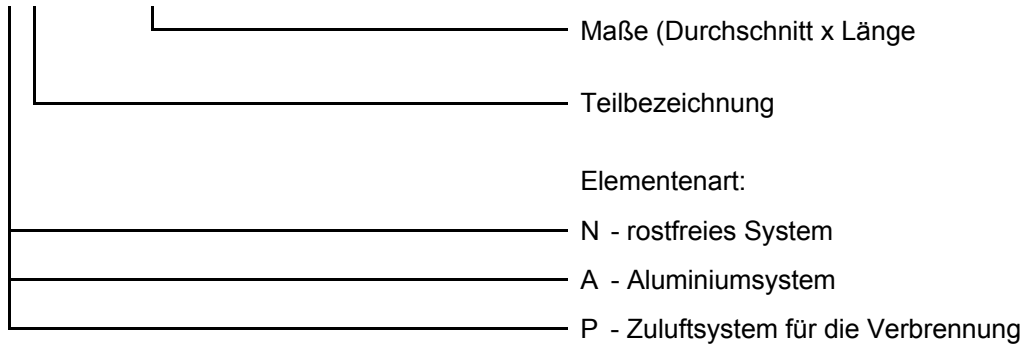 Maße (Durchschnitt x Länge
Teilbezeichnung
Elementenart:
N - rostfreies System
A - Aluminiumsystem
P - Zuluftsystem für die Verbrennung